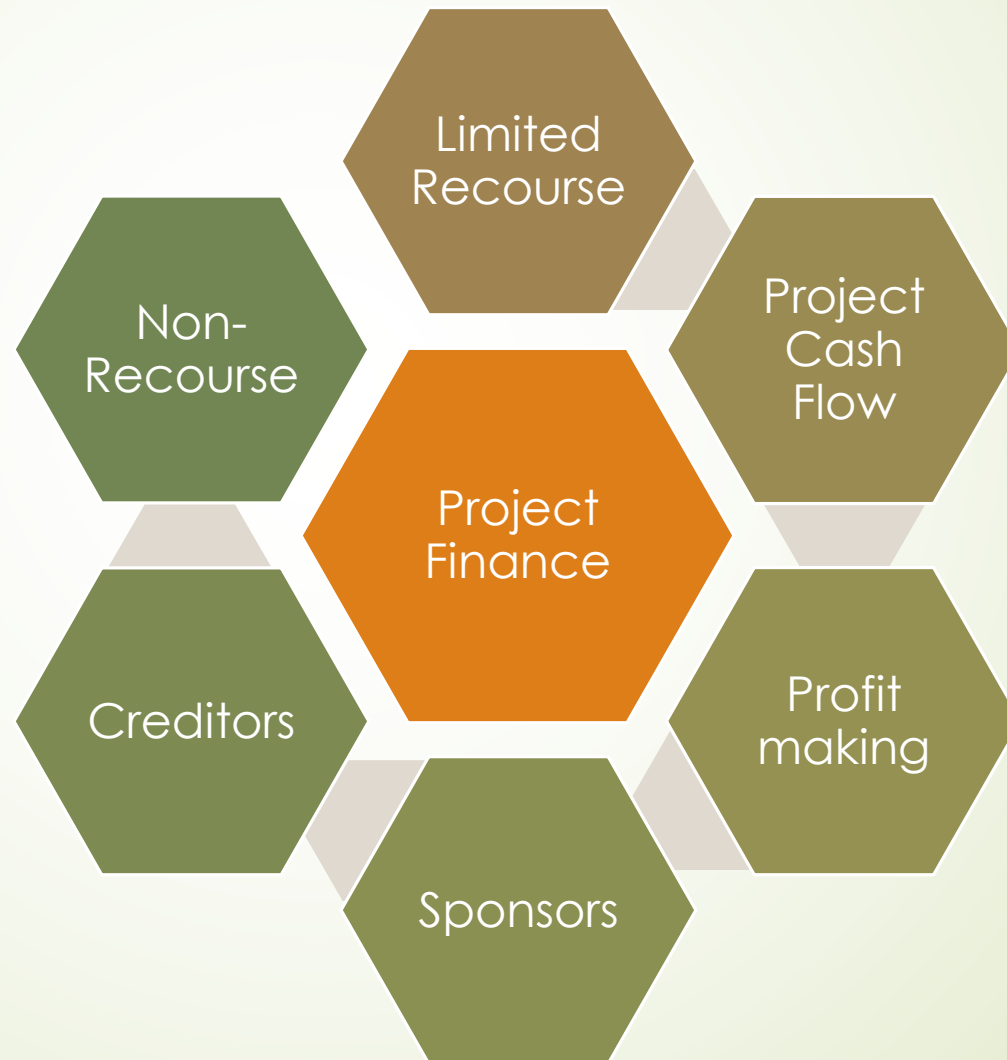 Limited
Recourse
Project
Cash
Flow
Profit
making
Sponsors
Creditors
Non-
Recourse
Project
Finance